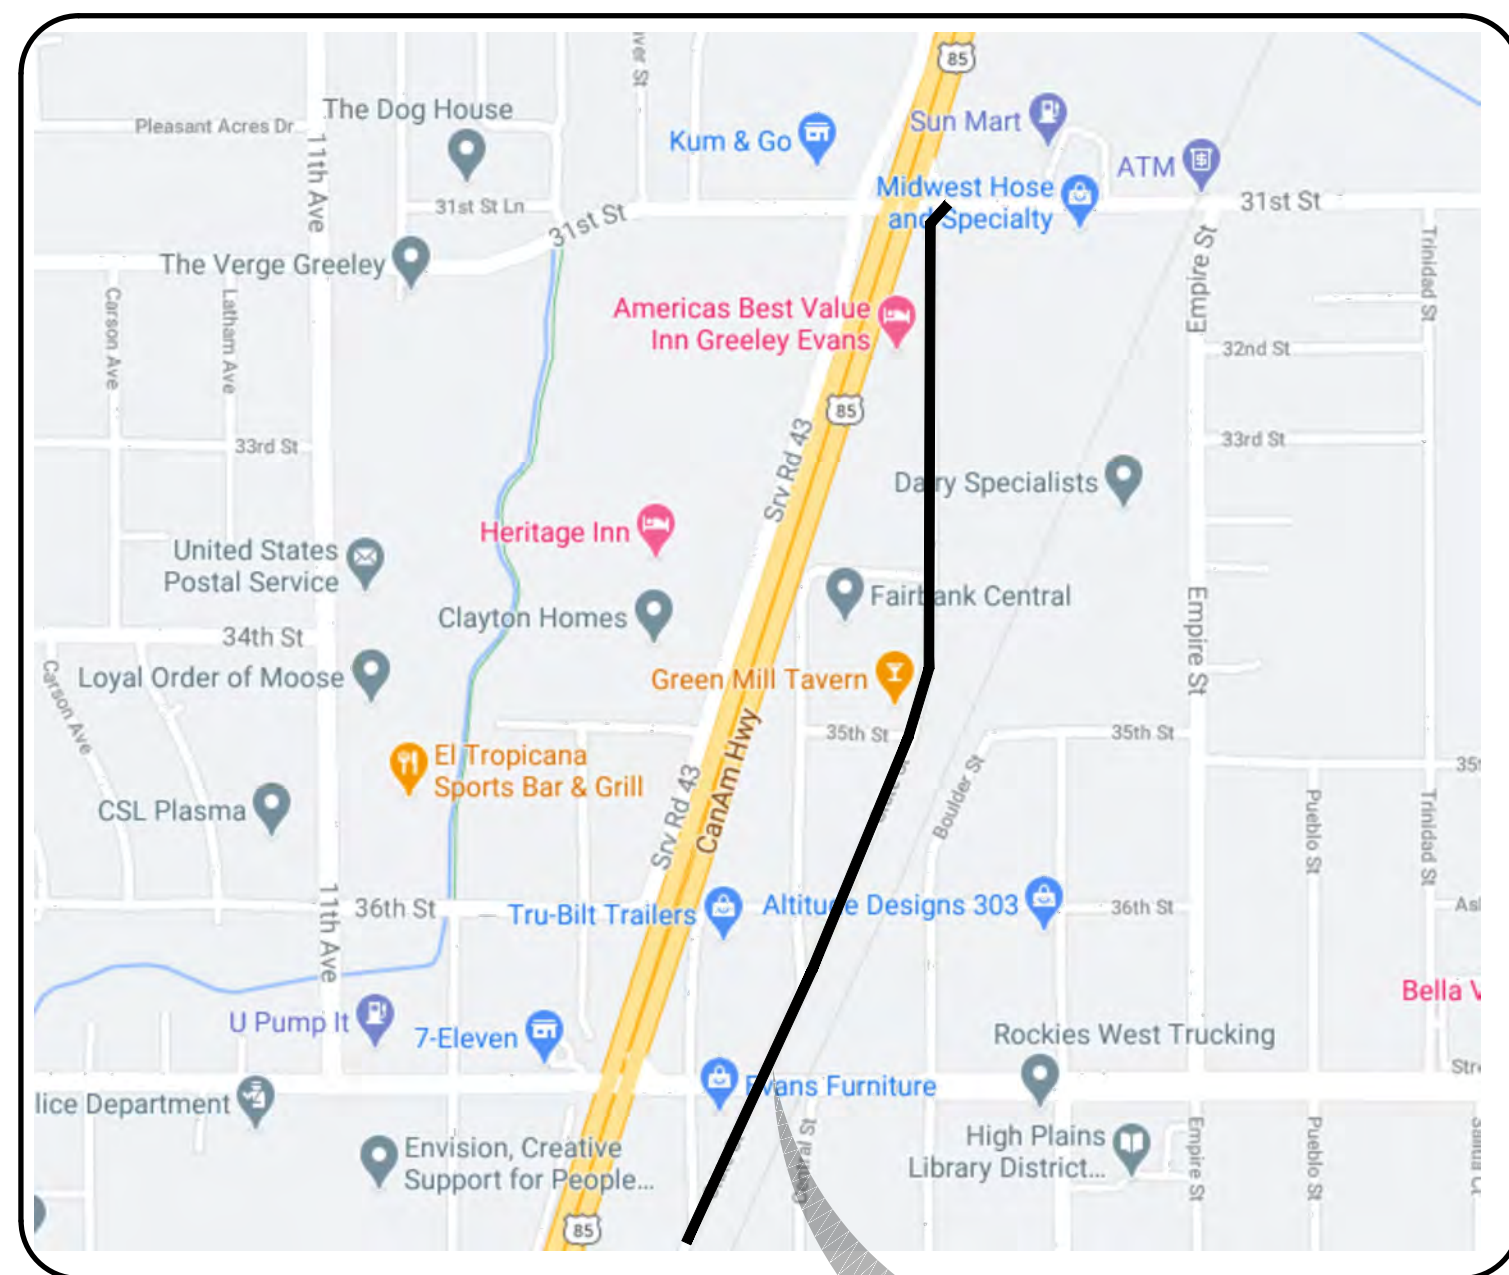 85
The Dog House
Pleasant Acres Dr
11th Ave
Kum & Go
Sun Mart
ATM
Midwest Hose
and Specialty
31st St Ln
31st St
31st St
The Verge Greeley
Empire St
Trinidad St
Carson Ave
Latham Ave
Americas Best Value
Inn Greeley Evans
32nd St
85
33rd St
Srv Rd 43
33rd St
Dairy Specialists
Heritage Inn
United States
Postal Service
Clayton Homes
Fairbank Central
Empire St
34th St
Loyal Order of Moose
Carson Ave
Green Mill Tavern
35th St
35th St
El Tropicana
Sports Bar & Grill
CanAm Hwy
Srv Rd 43
Boulder St
CSL Plasma
Pueblo St
Trinidad St
11th Ave
36th St
Tru-Bilt Trailers
Altitude Designs 303
36th St
Bella V
U Pump It
7-Eleven
Rockies West Trucking
Evans Furniture
lice Department
Envision, Creative
Support for People...
Central St
High Plains
Library District...
Empire St
Pueblo St
85